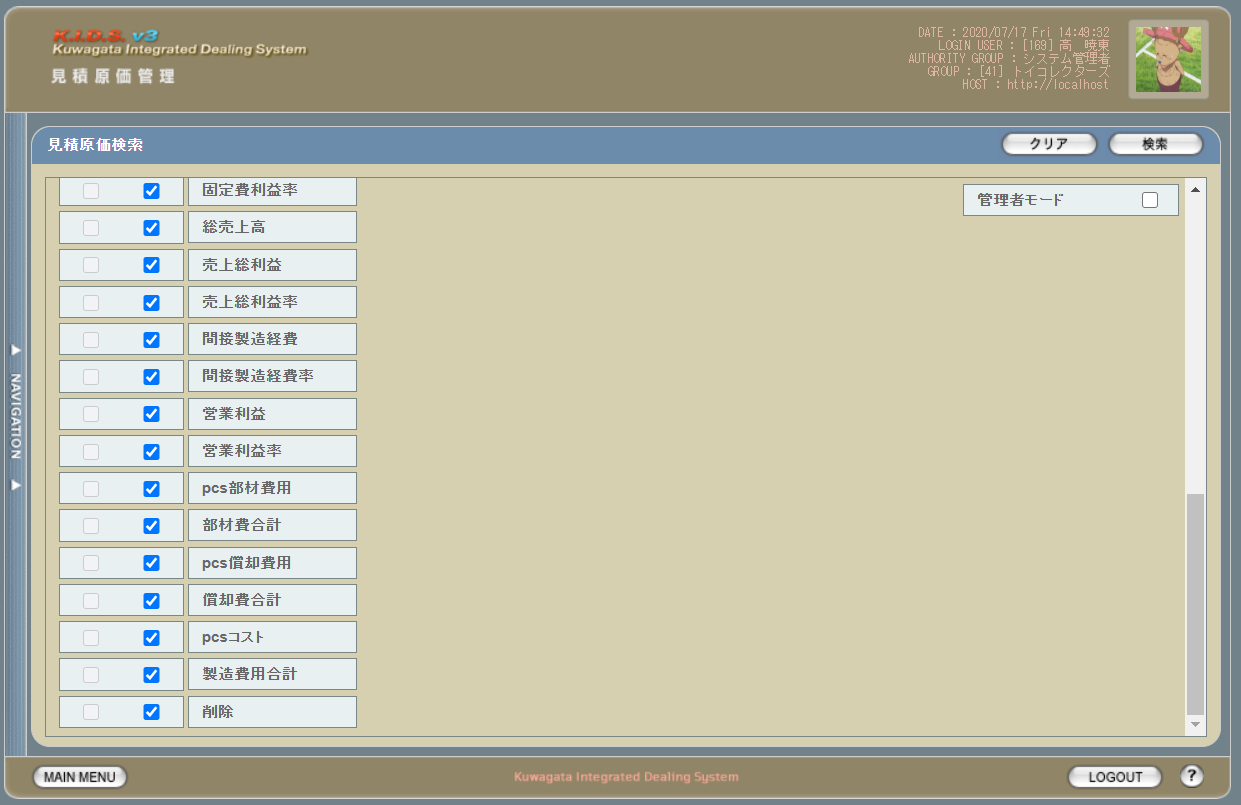 K.I.D.S. v3
Kuwagata Integrated Dealing System
見積原価管理
DATE : 2020/07/17 Fri 14:49:32
LOGIN USER : [169] 高 暁東
AUTHORITY GROUP : システム管理者
GROUP : [41] トイコレクターズ
HOST : http://localhost
見積原価検索
クリア
検索
管理者モード
固定費利益率
総売上高
売上総利益
売上総利益率
間接製造経費
間接製造経費率
営業利益
営業利益率
pcs部材費用
部材費合計
pcs償却費用
償却費合計
pcsコスト
製造費用合計
削除
NAVIGATION
MAIN MENU
Kuwagata Integrated Dealing System
LOGOUT
?